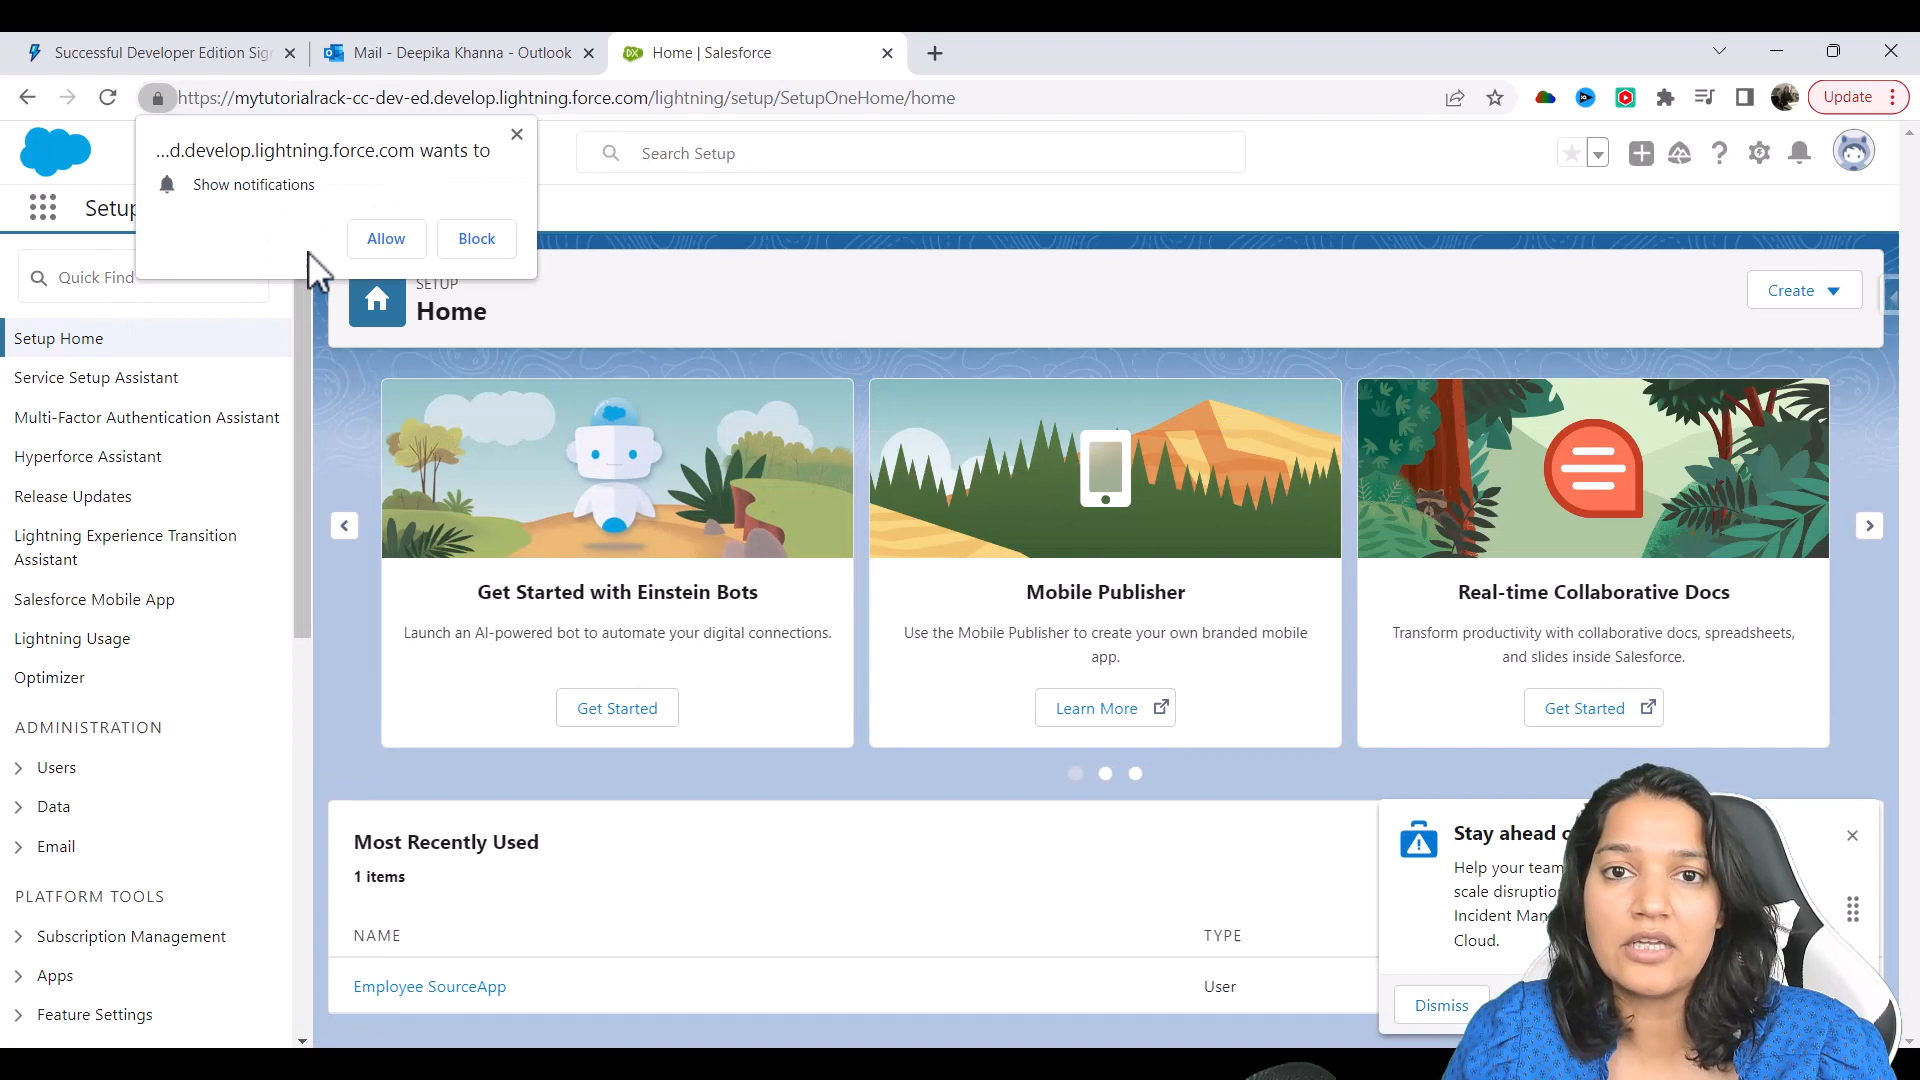 Successful Developer Edition Sig
Mail - Deepika Khanna - Outlook
Home | Salesforce
https://mytutorialrack-cc-dev-ed.develop.lightning.force.com/lightning/setup/SetupOneHome/home
Update
...d.develop.lightning.force.com wants to
Show notifications
Allow
Block
Search Setup
Setup
Quick Find
Setup Home
Service Setup Assistant
Multi-Factor Authentication Assistant
Hyperforce Assistant
Release Updates
Lightning Experience Transition
Assistant
Salesforce Mobile App
Lightning Usage
Optimizer
ADMINISTRATION
Users
Data
Email
PLATFORM TOOLS
Subscription Management
Apps
Feature Settings
SETUP
Home
Create
Get Started with Einstein Bots
Launch an AI-powered bot to automate your digital connections.
Get Started
Mobile Publisher
Use the Mobile Publisher to create your own branded mobile
app.
Learn More
Real-time Collaborative Docs
Transform productivity with collaborative docs, spreadsheets,
and slides inside Salesforce.
Get Started
Most Recently Used
1 items
NAME
TYPE
Employee SourceApp
User
Stay ahead
Help your team
scale
Incident
Cloud.
Dismiss